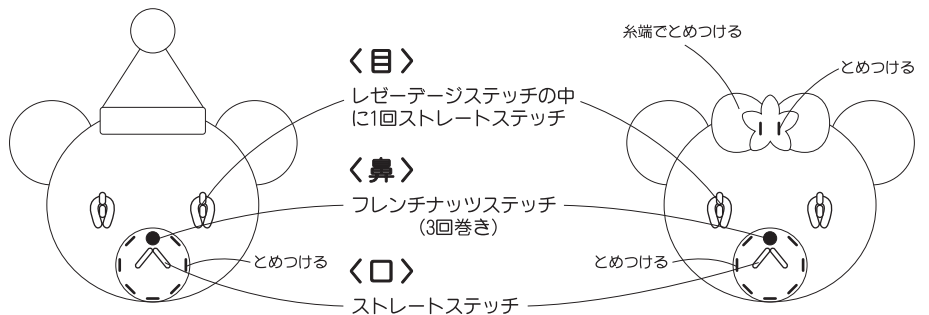 糸端でとめつける
とめつける
〈目〉
レゼーデージステッチの中
に1回ストレートステッチ
〈鼻〉
フレンチナッツステッチ
(3回巻き)
とめつける
とめつける
〈口〉
ストレートステッチ